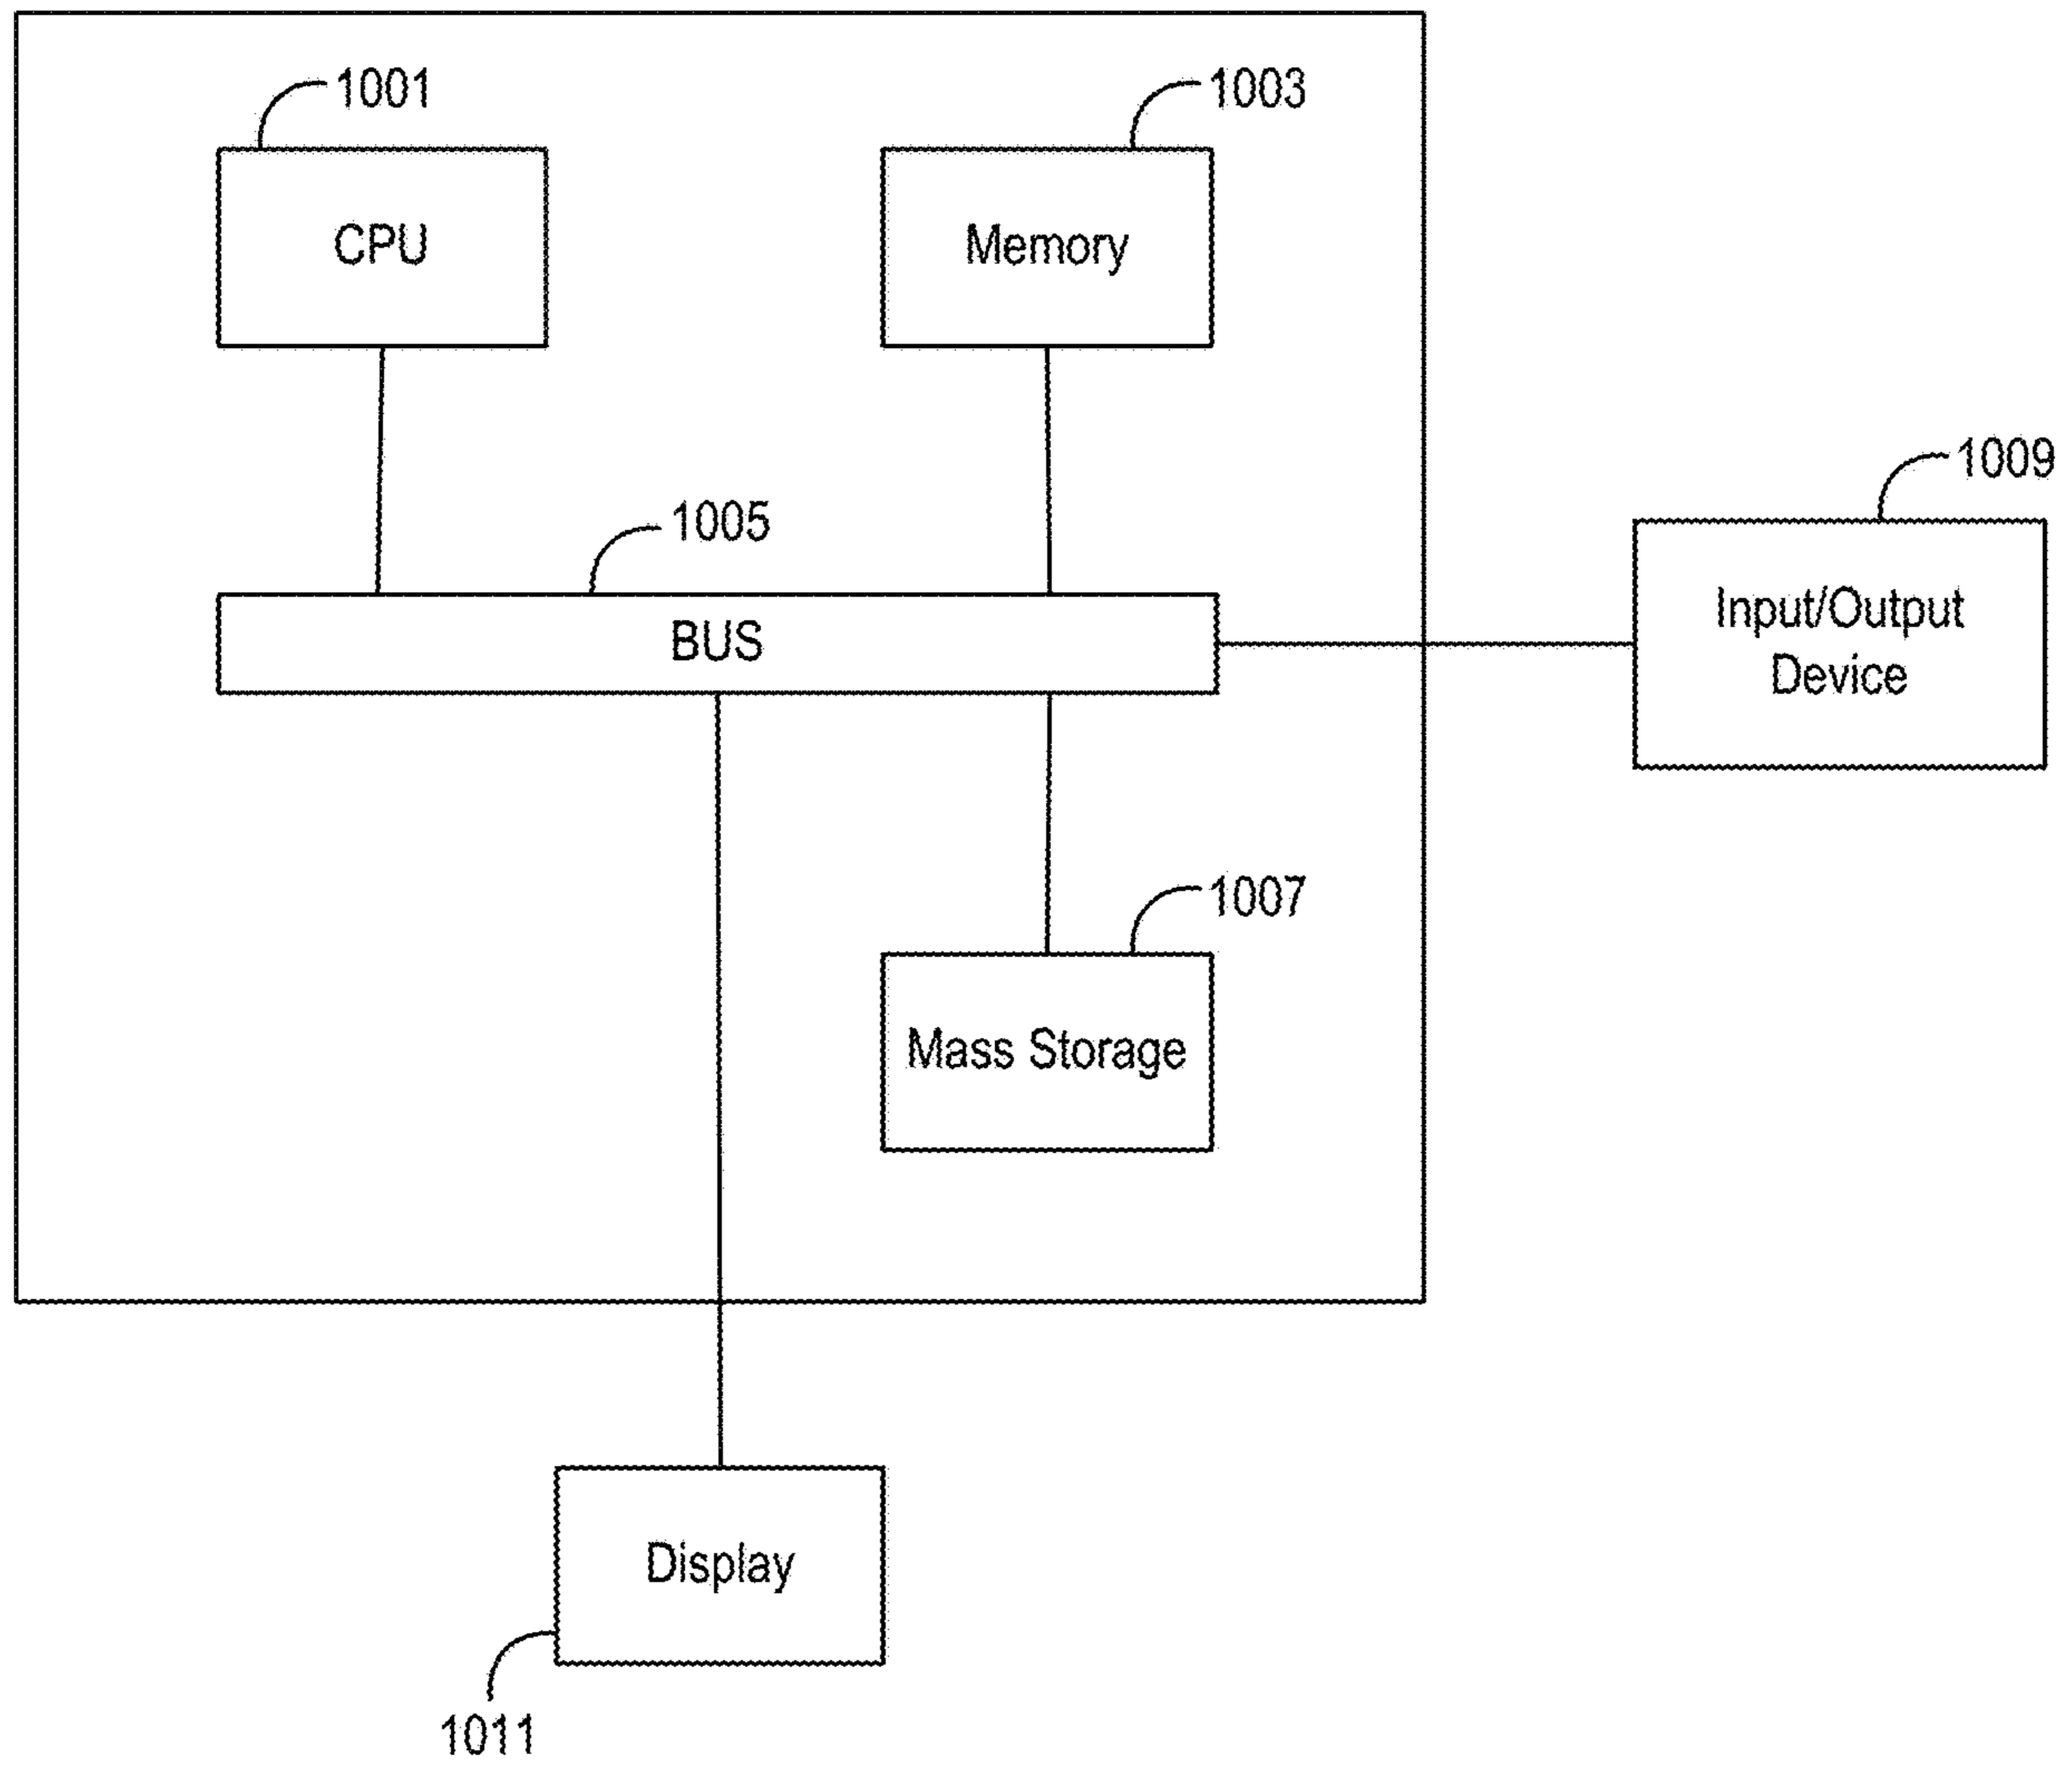 1001
1003
CPU
Memory
1009
1005
Input/Output
Device
BUS
1007
Mass Storage
Display
1011